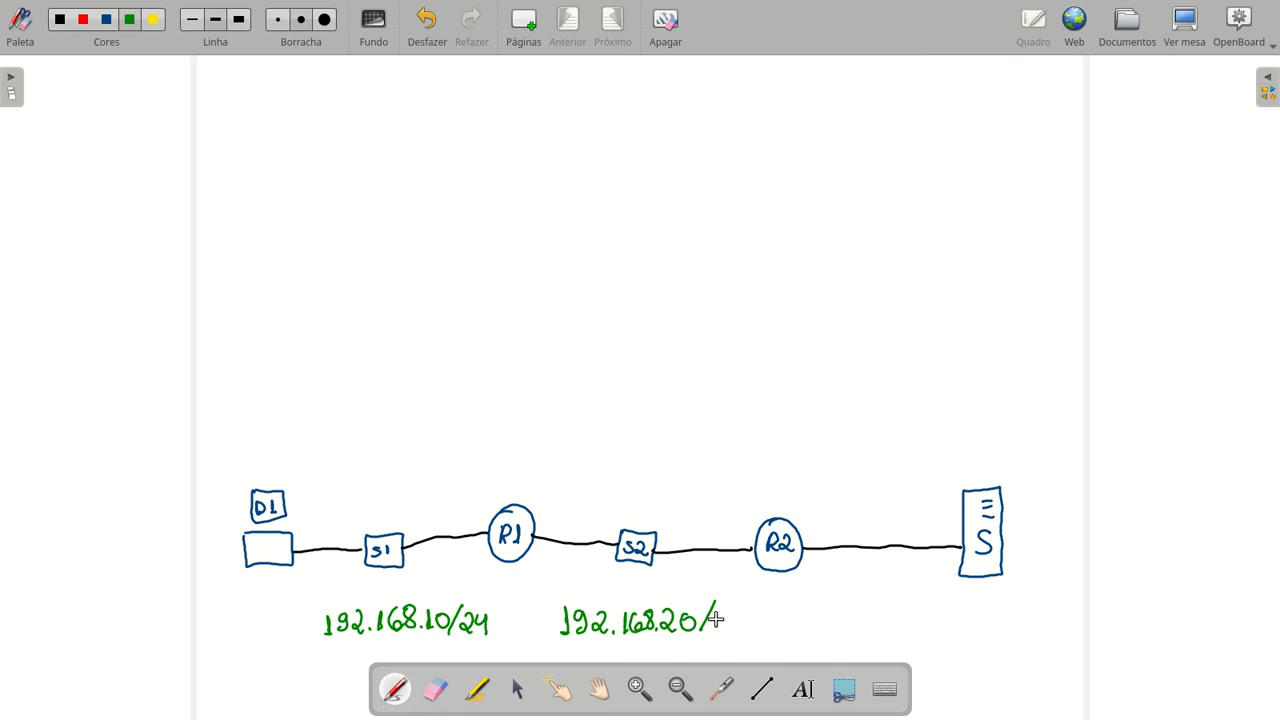 Paleta Cores Linha Borracha Fundo Desfazer Refazer Páginas Anterior Próximo Apagar Quadro Web Documentos Ver mesa OpenBoard
D1
S1 R1 S2 R2 S
192.168.10/24 192.168.20/
AI